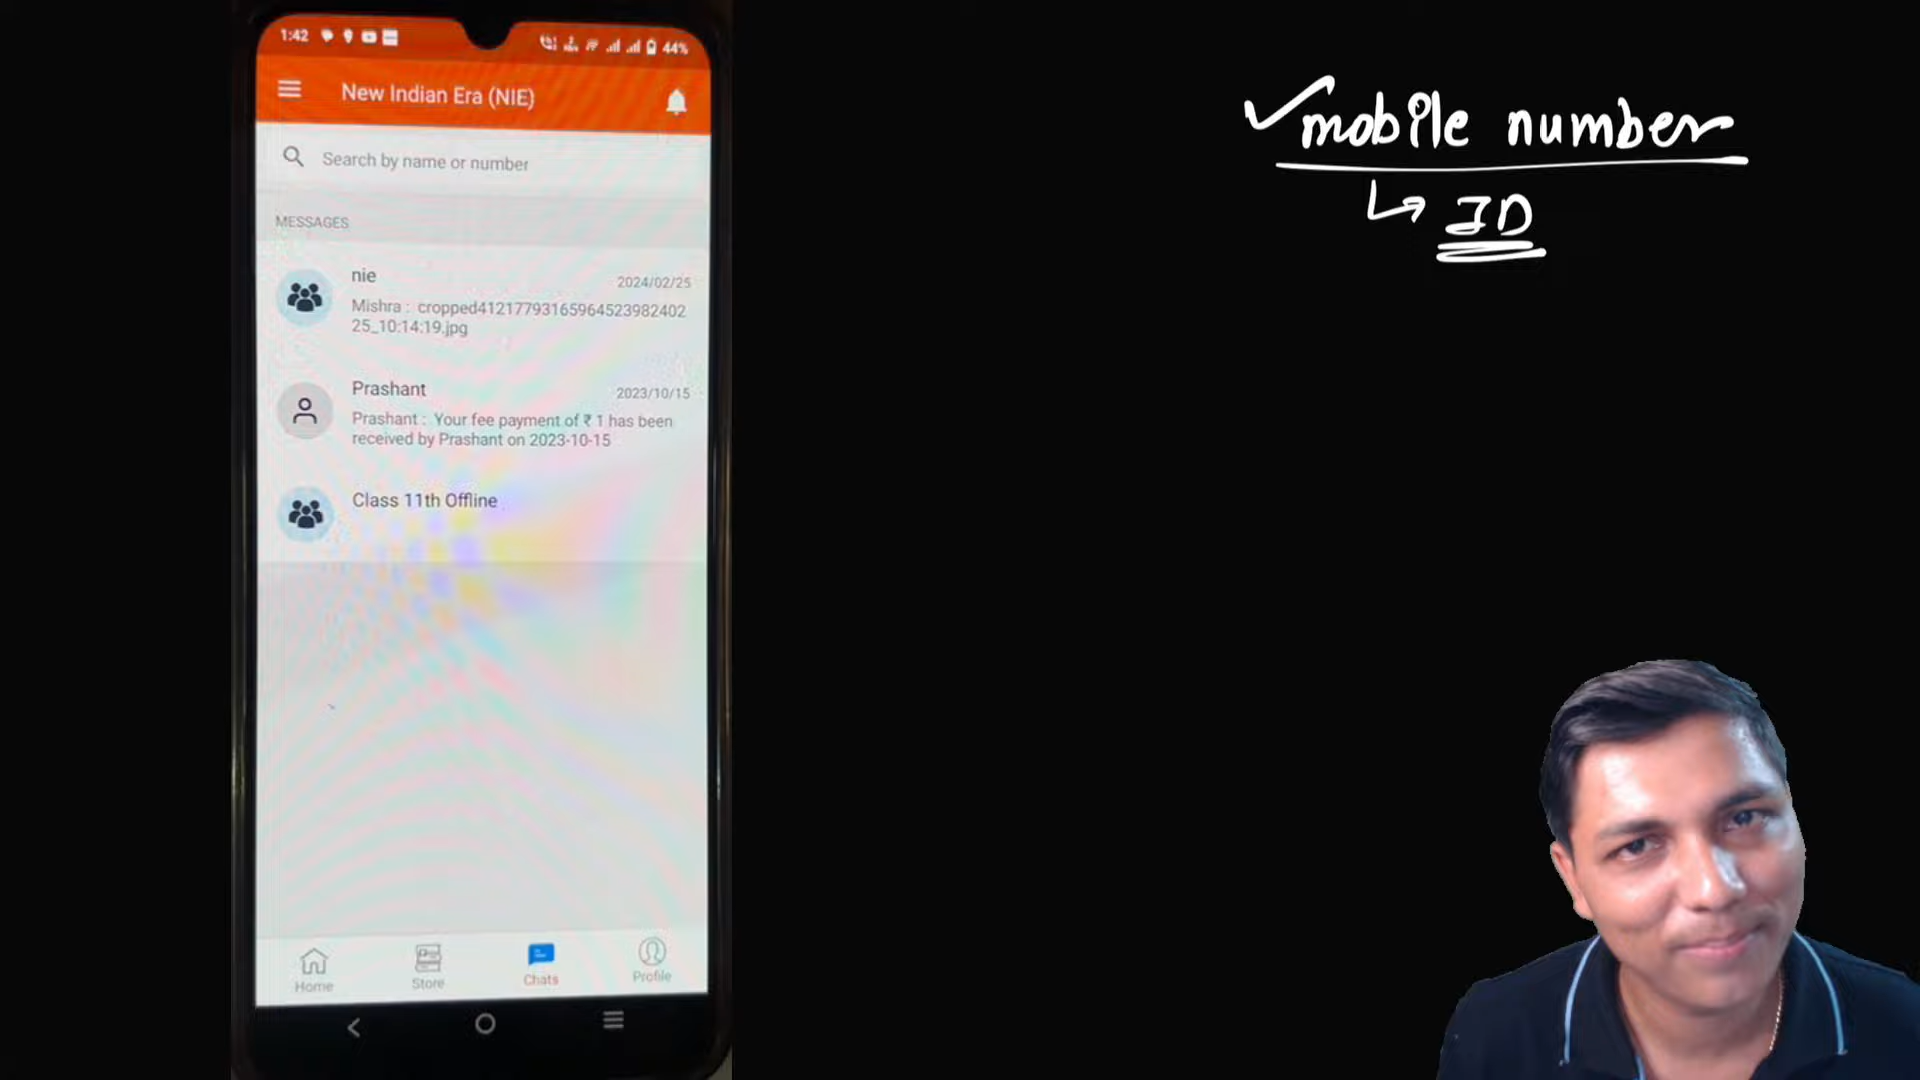 1:42
44%
New Indian Era (NIE)
Search by name or number
MESSAGES
nie
2024/02/25
Mishra : cropped41217793165964523982402
25_10:14:19.jpg
Prashant
2023/10/15
Prashant : Your fee payment of ₹ 1 has been
received by Prashant on 2023-10-15
Class 11th Offline
Home
Store
Chats
Profile
mobile number
ID